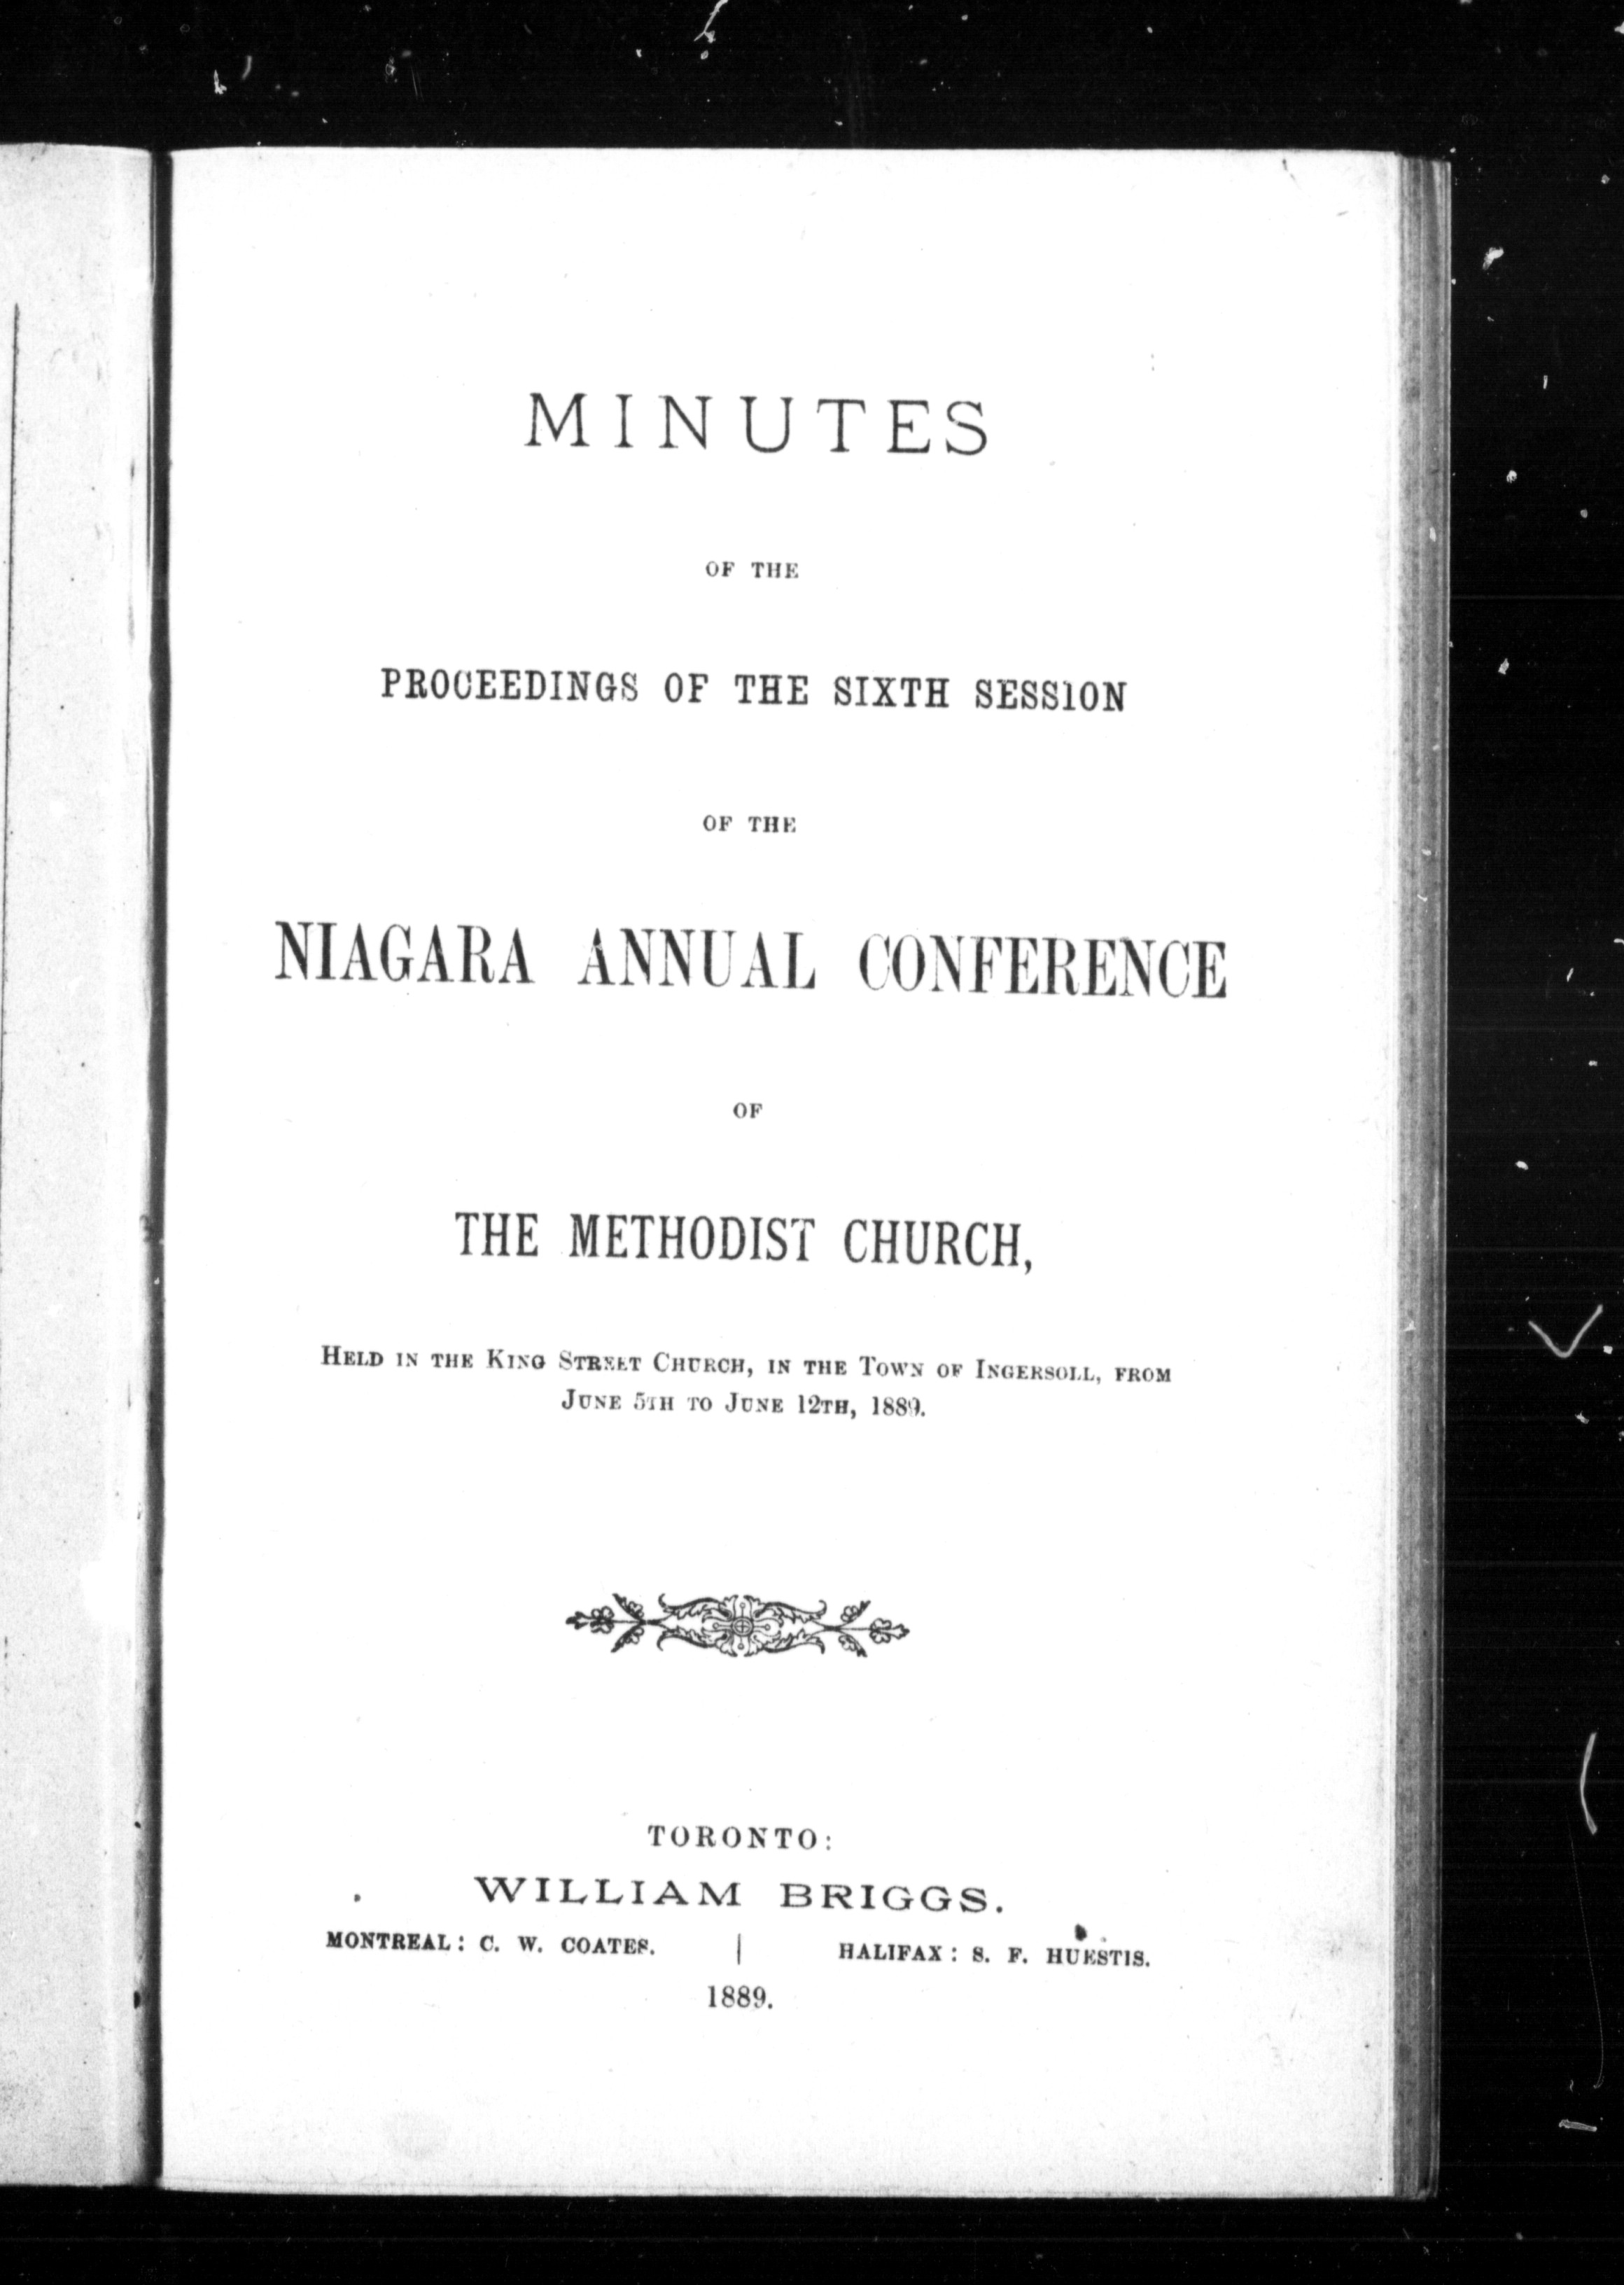 MINUTES
OF THE
PROCEEDINGS OF THE SIXTH SESSION
OF THE
NIAGARA ANNUAL CONFERENCE
OF
THE METHODIST CHURCH,
HELD IN THE KING STREET CHURCH, IN THE TOWN OF INGERSOLL, FROM
JUNE 5TH TO JUNE 12TH, 1889.
TORONTO:
WILLIAM BRIGGS.
MONTREAL: C. W. COATES. | HALIFAX: S. F. HUESTIS.
1889.